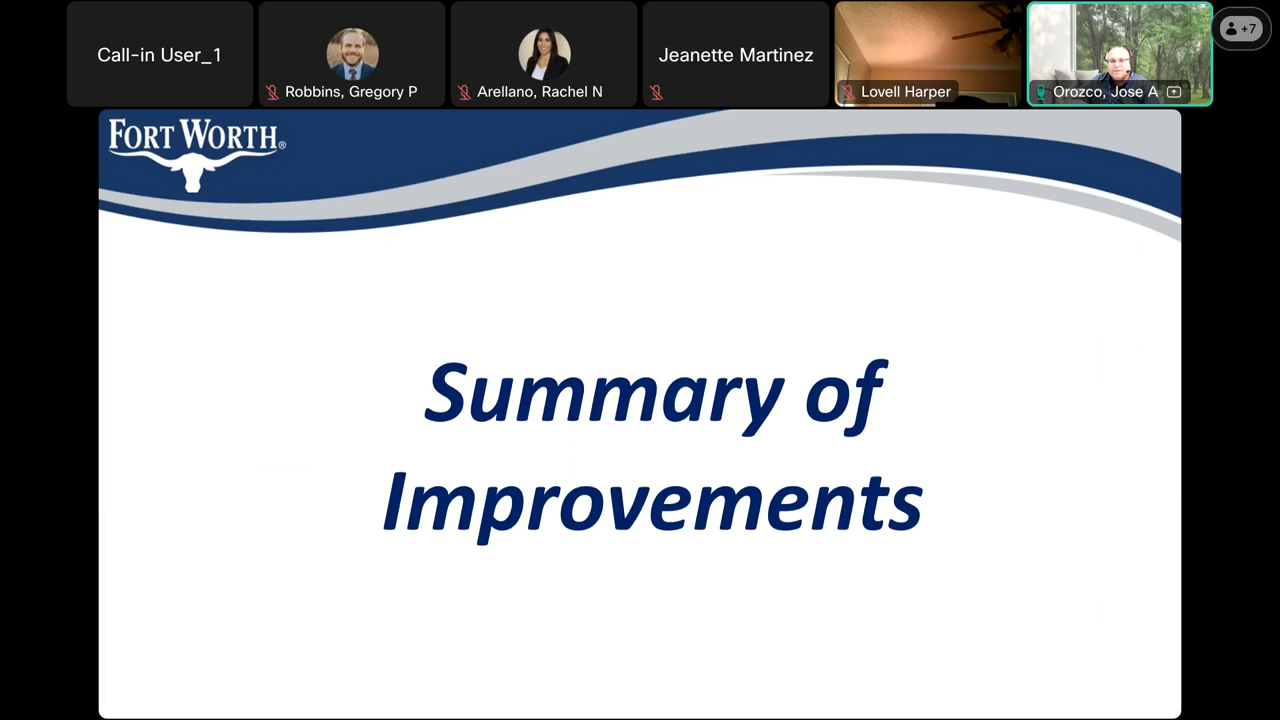 Call-in User_1
Robbins, Gregory P
Arellano, Rachel N
Jeanette Martinez
Lovell Harper
Orozco, Jose A
+7
FORT WORTH®
Summary of
Improvements